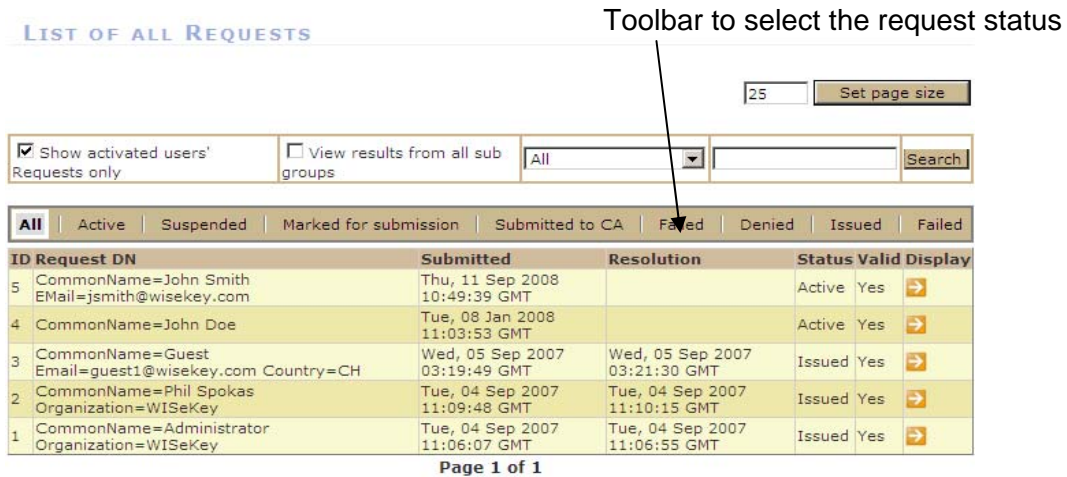 Toolbar to select the request status
LIST OF ALL REQUESTS
25 Set page size
Show activated users' Requests only View results from all sub groups All Search
All | Active | Suspended | Marked for submission | Submitted to CA | Failed | Denied | Issued | Failed
ID Request DN Submitted Resolution Status Valid Display
5 CommonName=John Smith EMail=jsmith@wisekey.com Thu, 11 Sep 2008 10:49:39 GMT Active Yes
4 CommonName=John Doe Tue, 08 Jan 2008 11:03:53 GMT Active Yes
3 CommonName=Guest Email=guest1@wisekey.com Country=CH Wed, 05 Sep 2007 03:19:49 GMT Wed, 05 Sep 2007 03:21:30 GMT Issued Yes
2 CommonName=Phil Spokas Organization=WISeKey Tue, 04 Sep 2007 11:09:48 GMT Tue, 04 Sep 2007 11:10:15 GMT Issued Yes
1 CommonName=Administrator Organization=WISeKey Tue, 04 Sep 2007 11:06:07 GMT Tue, 04 Sep 2007 11:06:55 GMT Issued Yes
Page 1 of 1